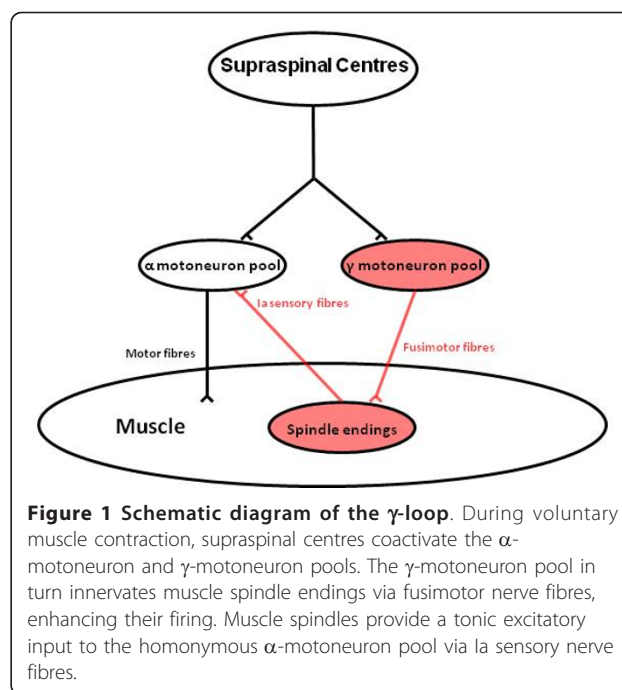 Supraspinal Centres
α motoneuron pool
γ motoneuron pool
Ia sensory fibres
Motor fibres
Fusimotor fibres
Muscle
Spindle endings
Figure 1 Schematic diagram of the γ-loop. During voluntary
muscle contraction, supraspinal centres coactivate the α-
motoneuron and γ-motoneuron pools. The γ-motoneuron pool in
turn innervates muscle spindle endings via fusimotor nerve fibres,
enhancing their firing. Muscle spindles provide a tonic excitatory
input to the homonymous α-motoneuron pool via Ia sensory nerve
fibres.